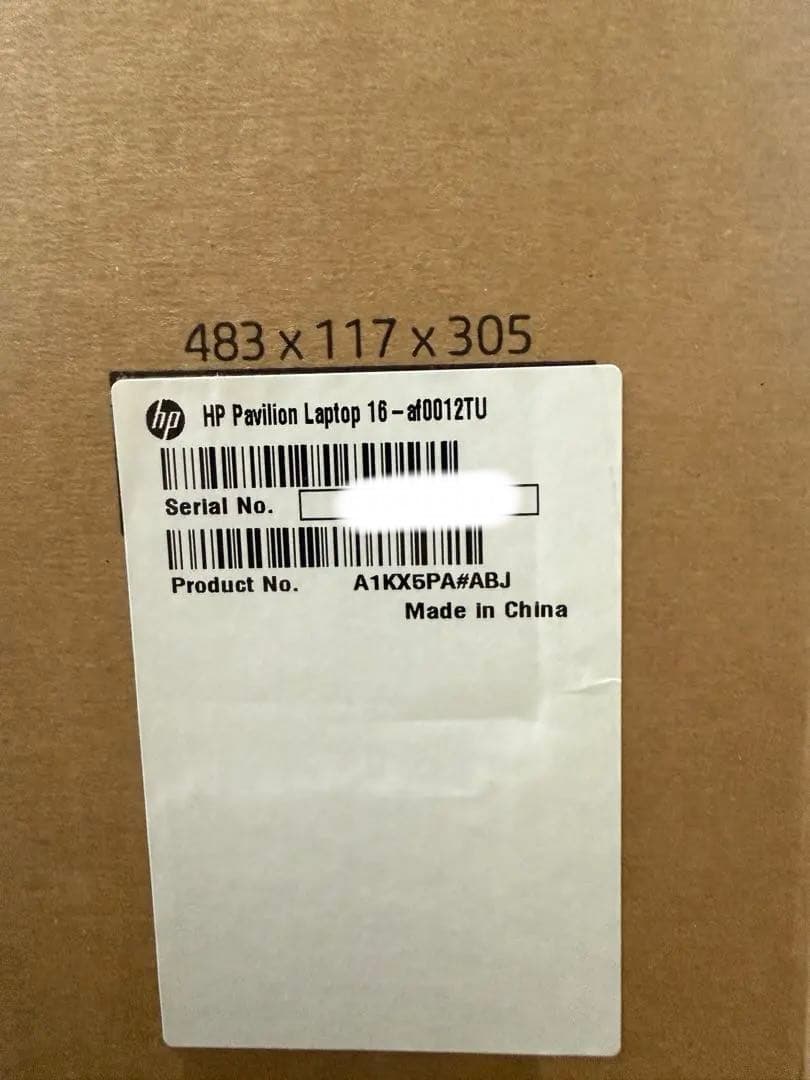 483 x 117 x 305
hp HP Pavilion Laptop 16-af0012TU
Serial No.
Product No. A1KX5PA#ABJ
Made in China